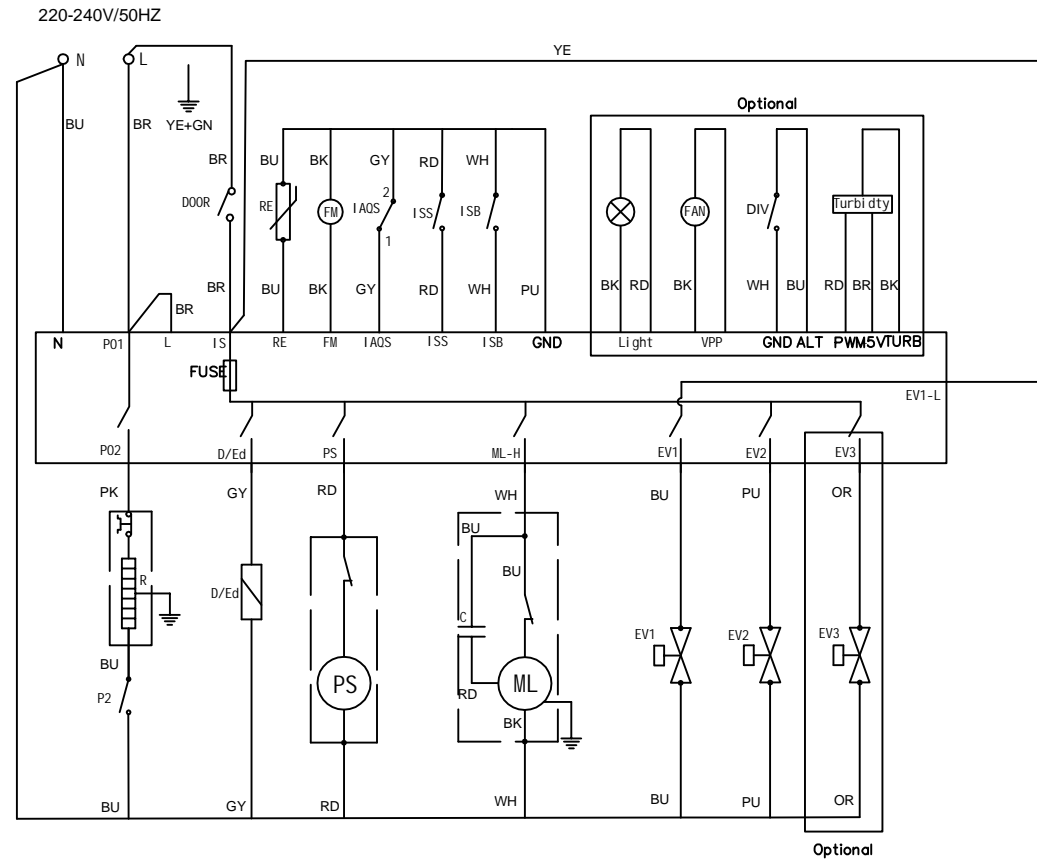 220-240V/50HZ
YE
N L
Optional
BU BR YE+GN
BR BU BK GY RD WH
2
DOOR RE FM IAQS ISS ISB FAN DIV Turbidty
1
BR BU BK GY RD WH PU BK RD BK WH BU RD BR BK
BR
N P01 L IS RE FM IAQS ISS ISB GND Light VPP GND ALT PWM5VTURB
FUSE
EV1-L
P02 D/Ed PS ML-H EV1 EV2 EV3
PK GY RD WH BU PU OR
BU
BU
R
D/Ed
C
EV1 EV2 EV3
BU
P2 PS RD ML
BK
BU GY RD WH BU PU OR
Optional